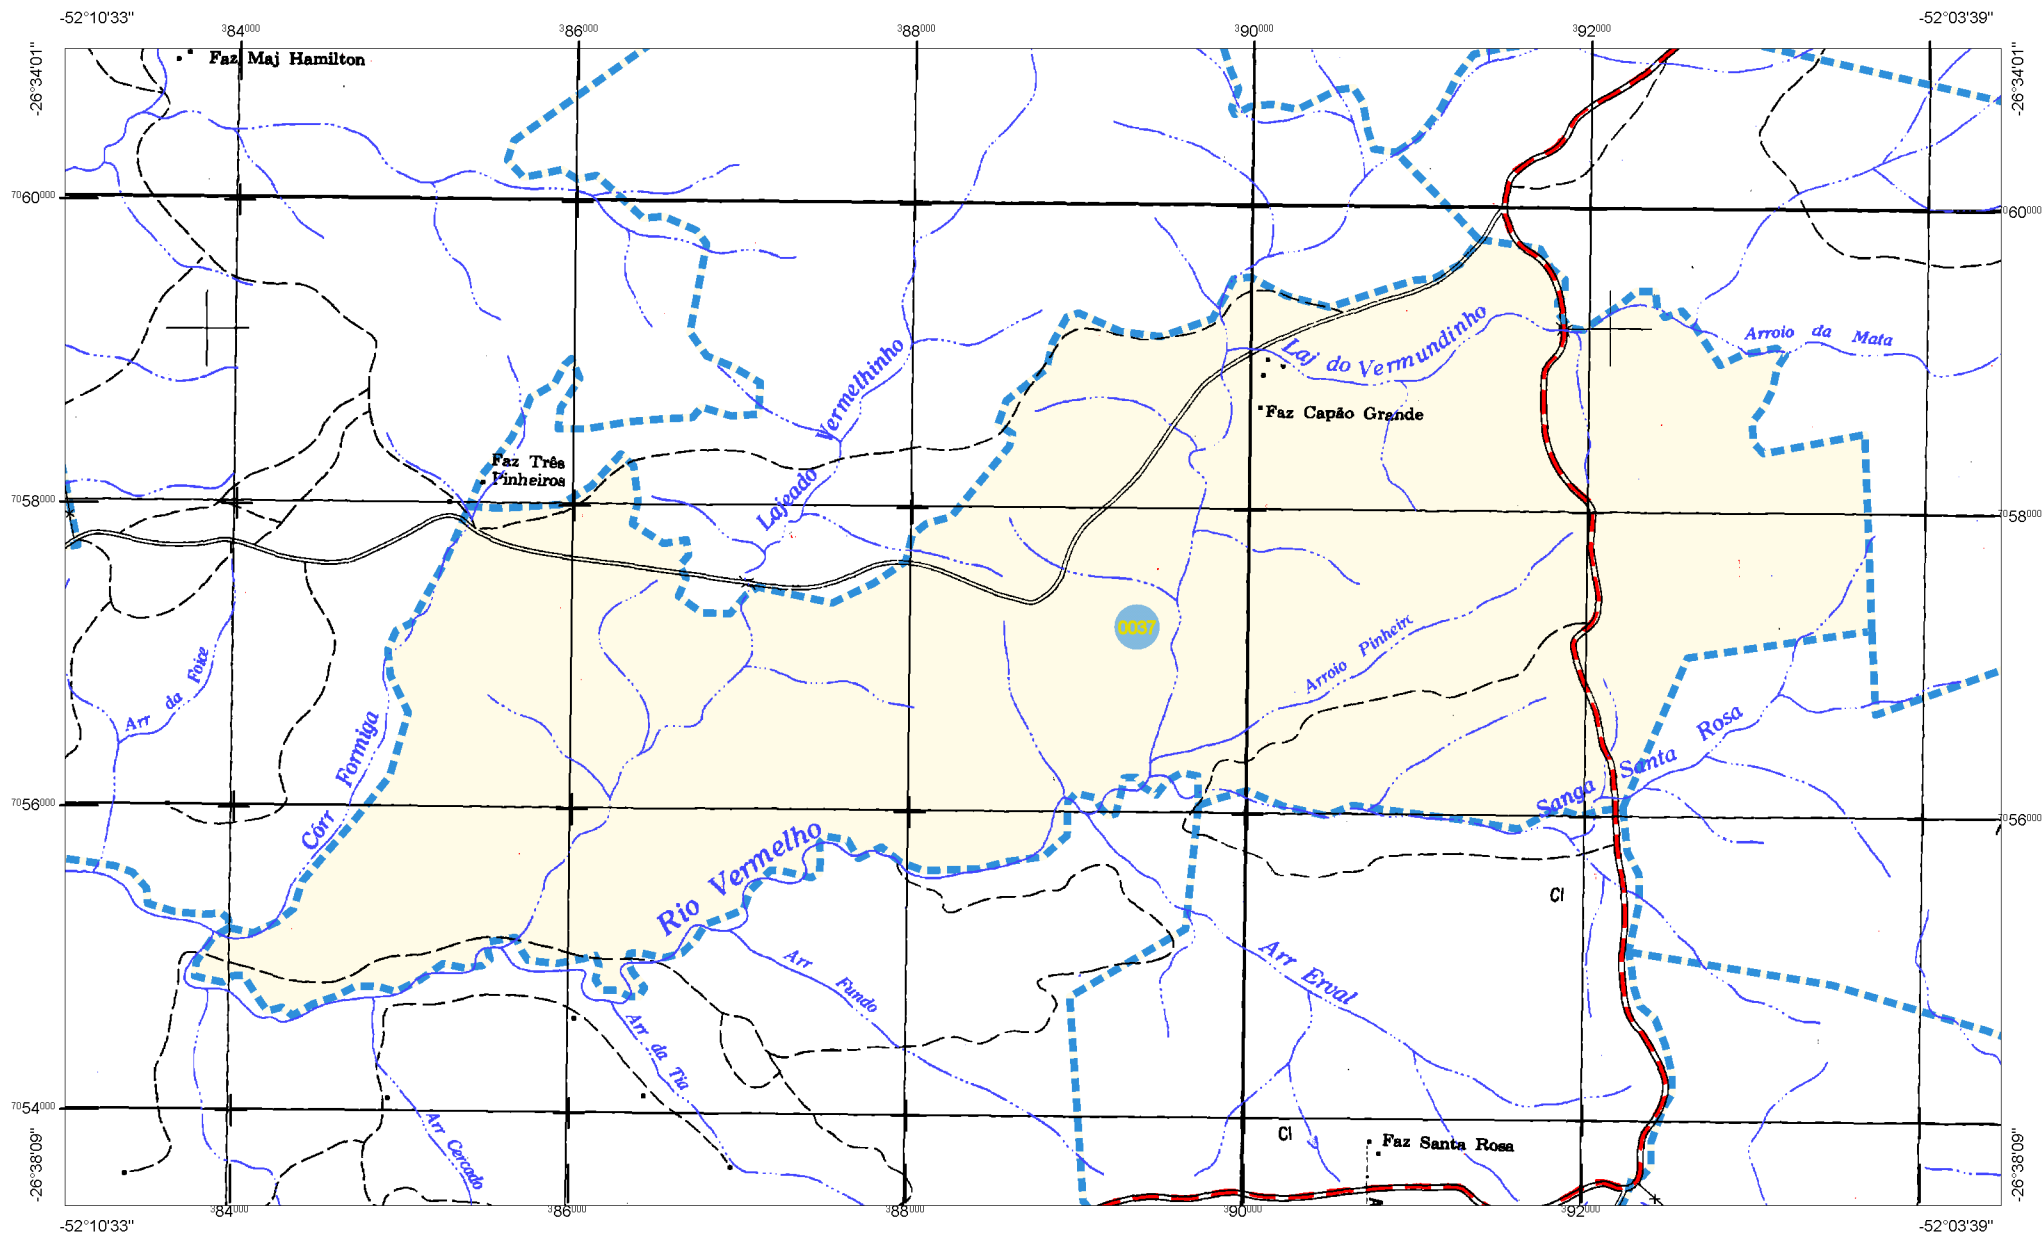 -52°10'33"
-52°03'39"
384000
386000
388000
390000
392000
-26°34'01"
-26°34'01"
Faz Maj Hamilton
7060000
7060000
Arroio da Mata
Laj do Vermundinho
Faz Capão Grande
Lajeado Vermelhinho
Faz Três
Pinheiros
7058000
7058000
0037
Arr da Foice
Arroio Pinheiro
Córr Formiga
Sanga Santa Rosa
7056000
7056000
Rio Vermelho
Cl
Arr Fundo
Arr Erval
Arr da Tia
7054000
Arr Cercado
Cl
Faz Santa Rosa
-26°38'09"
-26°38'09"
384000
386000
388000
390000
392000
-52°10'33"
-52°03'39"